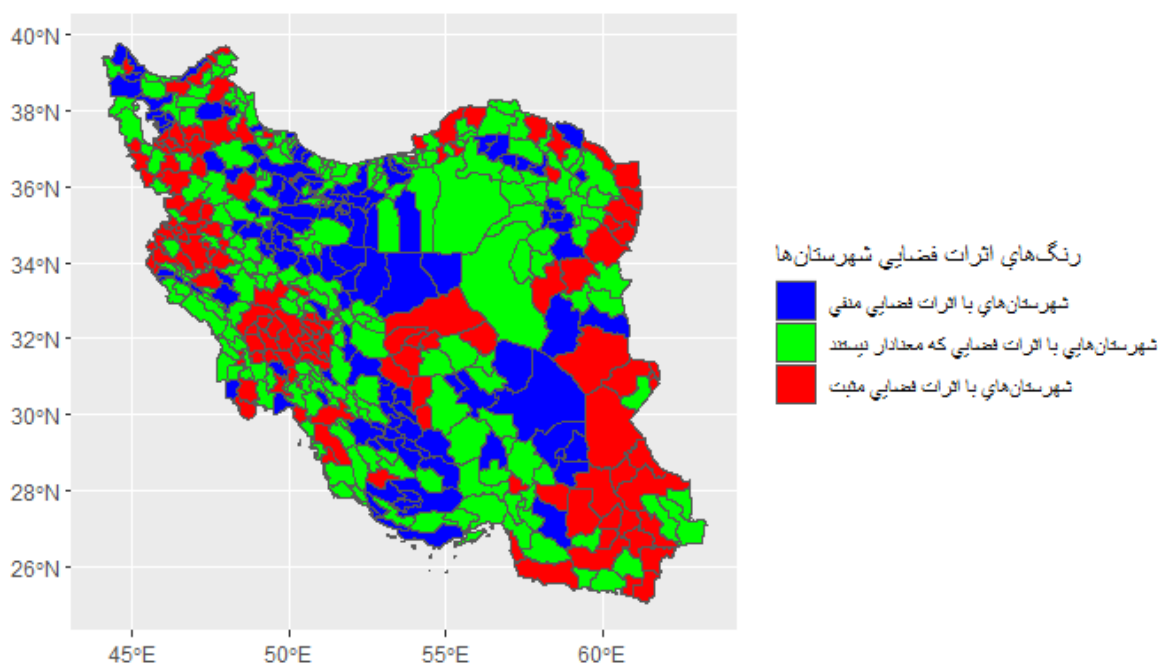 40°N
38°N
36°N
34°N
32°N
30°N
28°N
26°N
45°E 50°E 55°E 60°E
رنگ‌هاي اثرات فضايي شهرستان‌ها
شهرستان‌هاي با اثرات فضايي منفي
شهرستان‌هايي با اثرات فضايي که معنادار نيستند
شهرستان‌هاي با اثرات فضايي مثبت